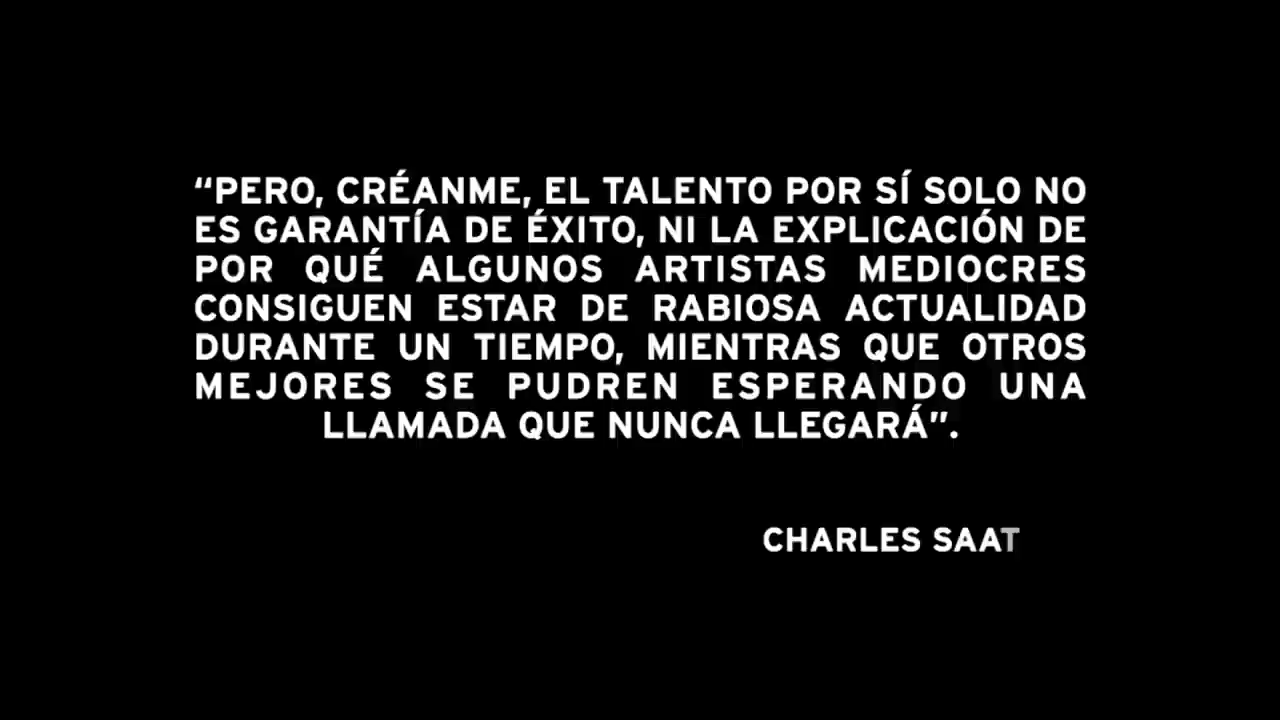 “PERO, CRÉANME, EL TALENTO POR SÍ SOLO NO
ES GARANTÍA DE ÉXITO, NI LA EXPLICACIÓN DE
POR QUÉ ALGUNOS ARTISTAS MEDIOCRES
CONSIGUEN ESTAR DE RABIOSA ACTUALIDAD
DURANTE UN TIEMPO, MIENTRAS QUE OTROS
MEJORES SE PUDREN ESPERANDO UNA
LLAMADA QUE NUNCA LLEGARÁ”.
CHARLES SAAT